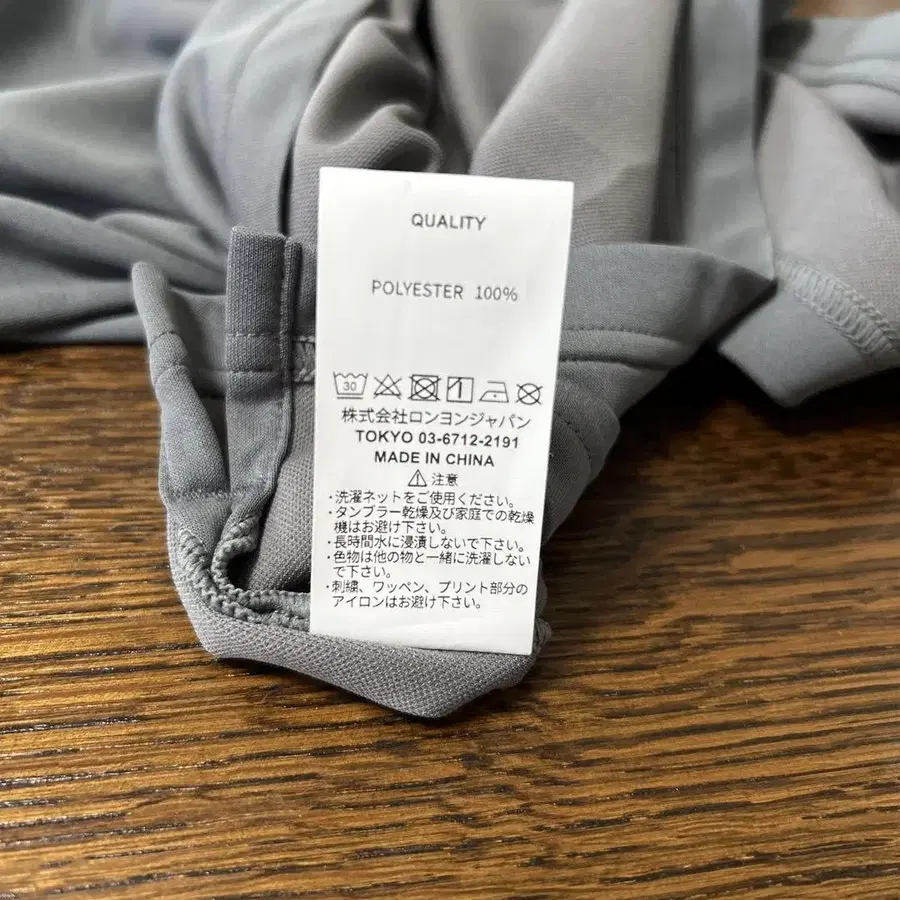 QUALITY
POLYESTER 100%
30
株式会社ロンヨンジャパン
TOKYO 03-6712-2191
MADE IN CHINA
注意
・洗濯ネットをご使用ください。
・タンブラー乾燥及び家庭での乾燥
機はお避け下さい。
・長時間水に浸漬しないで下さい。
・色物は他の物と一緒に洗濯しない
で下さい。
・刺繍、ワッペン、プリント部分の
アイロンはお避け下さい。